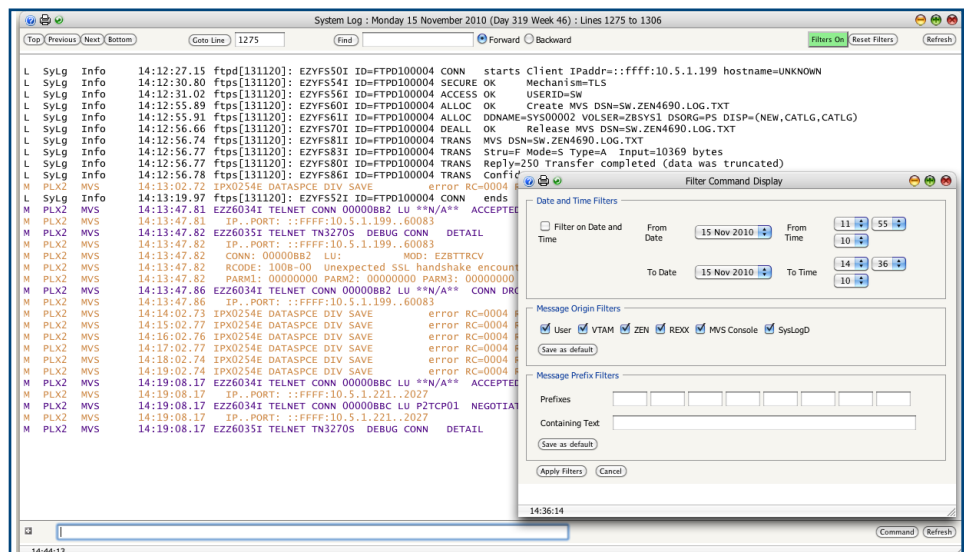 System Log : Monday 15 November 2010 (Day 319 Week 46) : Lines 1275 to 1306
Top Previous Next Bottom Goto Line 1275 Find Forward Backward Filters On Reset Filters Refresh
L SyLg Info 14:12:27.15 ftpd[131120]: EZYFS50I ID=FTPD100004 CONN starts Client IPaddr=::ffff:10.5.1.199 hostname=UNKNOWN
L SyLg Info 14:12:30.80 ftps[131120]: EZYFS54I ID=FTPD100004 SECURE OK Mechanism=TLS
L SyLg Info 14:12:31.02 ftps[131120]: EZYFS56I ID=FTPD100004 ACCESS OK USERID=SW
L SyLg Info 14:12:55.89 ftps[131120]: EZYFS60I ID=FTPD100004 ALLOC OK Create MVS DSN=SW.ZEN4690.LOG.TXT
L SyLg Info 14:12:55.91 ftps[131120]: EZYFS61I ID=FTPD100004 ALLOC DDNAME=SYS00002 VOLSER=ZBSYS1 DSORG=PS DISP=(NEW,CATLG,CATLG)
L SyLg Info 14:12:56.66 ftps[131120]: EZYFS70I ID=FTPD100004 DEALL OK Release MVS DSN=SW.ZEN4690.LOG.TXT
L SyLg Info 14:12:56.74 ftps[131120]: EZYFS81I ID=FTPD100004 TRANS MVS DSN=SW.ZEN4690.LOG.TXT
L SyLg Info 14:12:56.77 ftps[131120]: EZYFS83I ID=FTPD100004 TRANS Stru=F Mode=S Type=A Input=10369 bytes
L SyLg Info 14:12:56.77 ftps[131120]: EZYFS80I ID=FTPD100004 TRANS Reply=250 Transfer completed (data was truncated)
L SyLg Info 14:12:56.78 ftps[131120]: EZYFS86I ID=FTPD100004 TRANS Confid
M PLX2 MVS 14:13:02.72 IPX0254E DATASPCE DIV SAVE error RC=0004
L SyLg Info 14:13:19.97 ftps[131120]: EZYFS52I ID=FTPD100004 CONN ends
M PLX2 MVS 14:13:47.81 EZZ6034I TELNET CONN 00000BB2 LU **N/A** ACCEPTED
M PLX2 MVS 14:13:47.81 IP..PORT: ::FFFF:10.5.1.199..60083
M PLX2 MVS 14:13:47.82 EZZ6035I TELNET TN3270S DEBUG CONN DETAIL
M PLX2 MVS 14:13:47.82 IP..PORT: ::FFFF:10.5.1.199..60083
M PLX2 MVS 14:13:47.82 CONN: 00000BB2 LU: MOD: EZBTTRCV
M PLX2 MVS 14:13:47.82 RCODE: 100B-00 Unexpected SSL handshake encount
M PLX2 MVS 14:13:47.82 PARM1: 00000000 PARM2: 00000000 PARM3: 00000000
M PLX2 MVS 14:13:47.86 EZZ6034I TELNET CONN 00000BB2 LU **N/A** CONN DRO
M PLX2 MVS 14:13:47.86 IP..PORT: ::FFFF:10.5.1.199..60083
M PLX2 MVS 14:14:02.73 IPX0254E DATASPCE DIV SAVE error RC=0004
M PLX2 MVS 14:15:02.77 IPX0254E DATASPCE DIV SAVE error RC=0004
M PLX2 MVS 14:16:02.76 IPX0254E DATASPCE DIV SAVE error RC=0004
M PLX2 MVS 14:17:02.77 IPX0254E DATASPCE DIV SAVE error RC=0004
M PLX2 MVS 14:18:02.74 IPX0254E DATASPCE DIV SAVE error RC=0004
M PLX2 MVS 14:19:02.74 IPX0254E DATASPCE DIV SAVE error RC=0004
M PLX2 MVS 14:19:08.17 EZZ6034I TELNET CONN 00000BBC LU **N/A** ACCEPTED
M PLX2 MVS 14:19:08.17 IP..PORT: ::FFFF:10.5.1.221..2027
M PLX2 MVS 14:19:08.17 EZZ6034I TELNET CONN 00000BBC LU P2TCP01 NEGOTIAT
M PLX2 MVS 14:19:08.17 IP..PORT: ::FFFF:10.5.1.221..2027
M PLX2 MVS 14:19:08.17 EZZ6035I TELNET TN3270S DEBUG CONN DETAIL
Filter Command Display
Date and Time Filters
Filter on Date and Time From Date 15 Nov 2010 From Time 11 55 10
To Date 15 Nov 2010 To Time 14 36 10
Message Origin Filters
User VTAM ZEN REXX MVS Console SysLogD
Save as default
Message Prefix Filters
Prefixes
Containing Text
Save as default
Apply Filters Cancel
14:36:14
Command Refresh
14:44:12